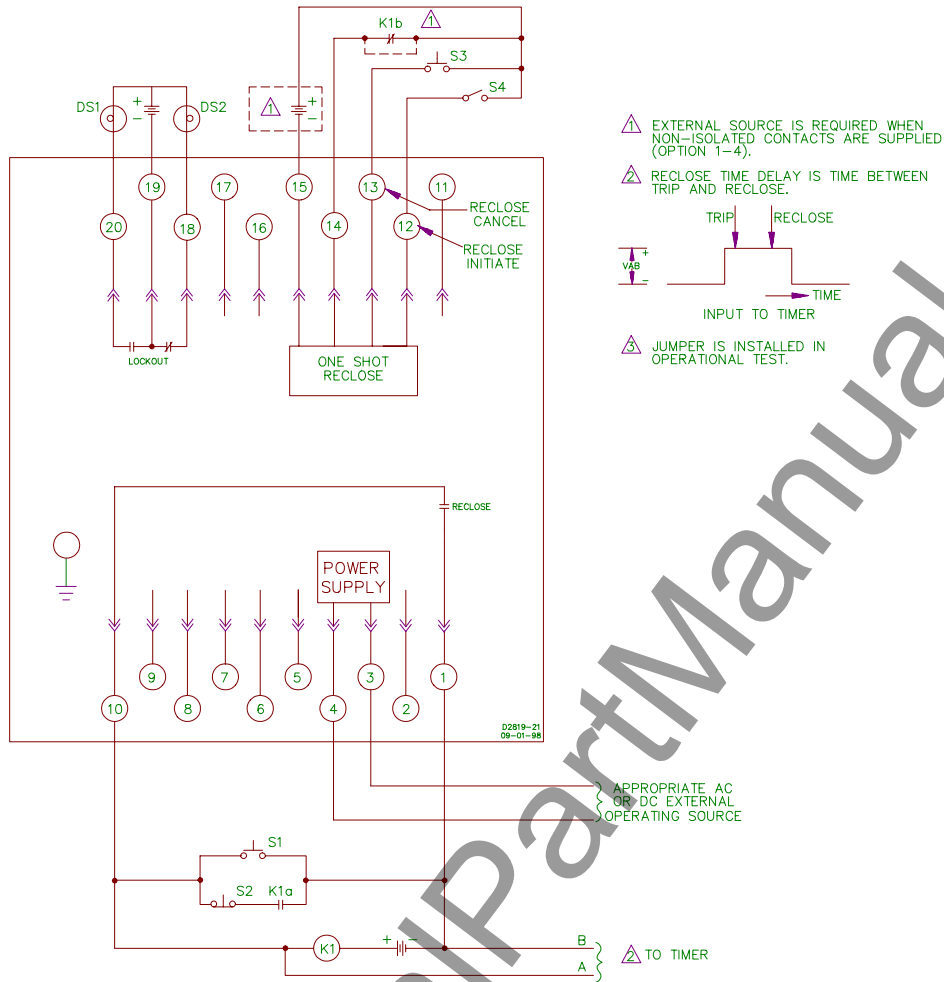 K1b
1
S3
S4
DS1
+
-
DS2
1
+
-
1 EXTERNAL SOURCE IS REQUIRED WHEN
NON-ISOLATED CONTACTS ARE SUPPLIED
(OPTION 1-4).
2 RECLOSE TIME DELAY IS TIME BETWEEN
TRIP AND RECLOSE.
TRIP
RECLOSE
VAB
+
-
TIME
INPUT TO TIMER
3 JUMPER IS INSTALLED IN
OPERATIONAL TEST.
19
17
15
13
11
20
18
16
14
12
RECLOSE
CANCEL
RECLOSE
INITIATE
LOCKOUT
ONE SHOT
RECLOSE
RECLOSE
POWER
SUPPLY
9
7
5
3
1
10
8
6
4
2
D2819-21
09-01-98
APPROPRIATE AC
OR DC EXTERNAL
OPERATING SOURCE
S1
S2
K1a
K1
+
-
B
A
2 TO TIMER
lPartManual